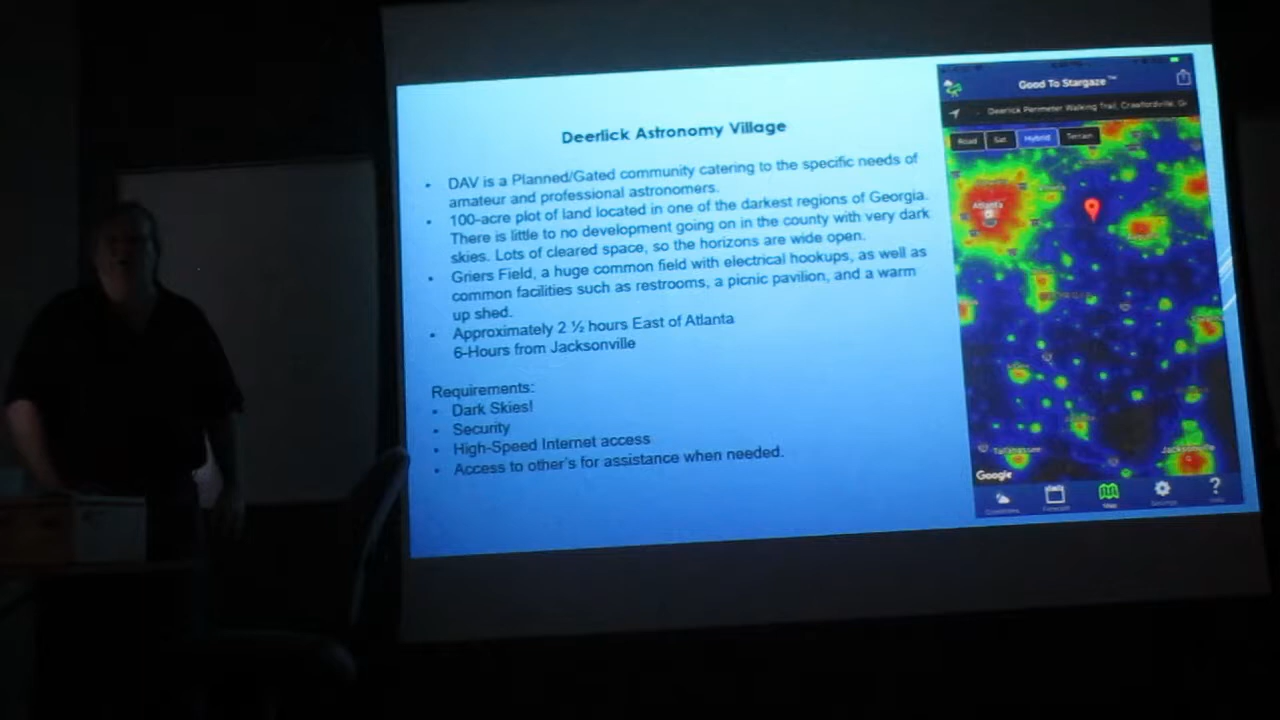 Deerlick Astronomy Village
• DAV is a Planned/Gated community catering to the specific needs of
amateur and professional astronomers.
• 100-acre plot of land located in one of the darkest regions of Georgia.
There is little to no development going on in the county with very dark
skies. Lots of cleared space, so the horizons are wide open.
• Griers Field, a huge common field with electrical hookups, as well as
common facilities such as restrooms, a picnic pavilion, and a warm
up shed.
• Approximately 2 ½ hours East of Atlanta
6-Hours from Jacksonville
Requirements:
• Dark Skies!
• Security
• High-Speed Internet access
• Access to other's for assistance when needed.
Good To Stargaze™
Deerlick Perimeter Walking Trail, Crawfordville, G
Road Sat Hybrid Terrain
Atlanta
Tallahassee
Jacksonville
Google
Map